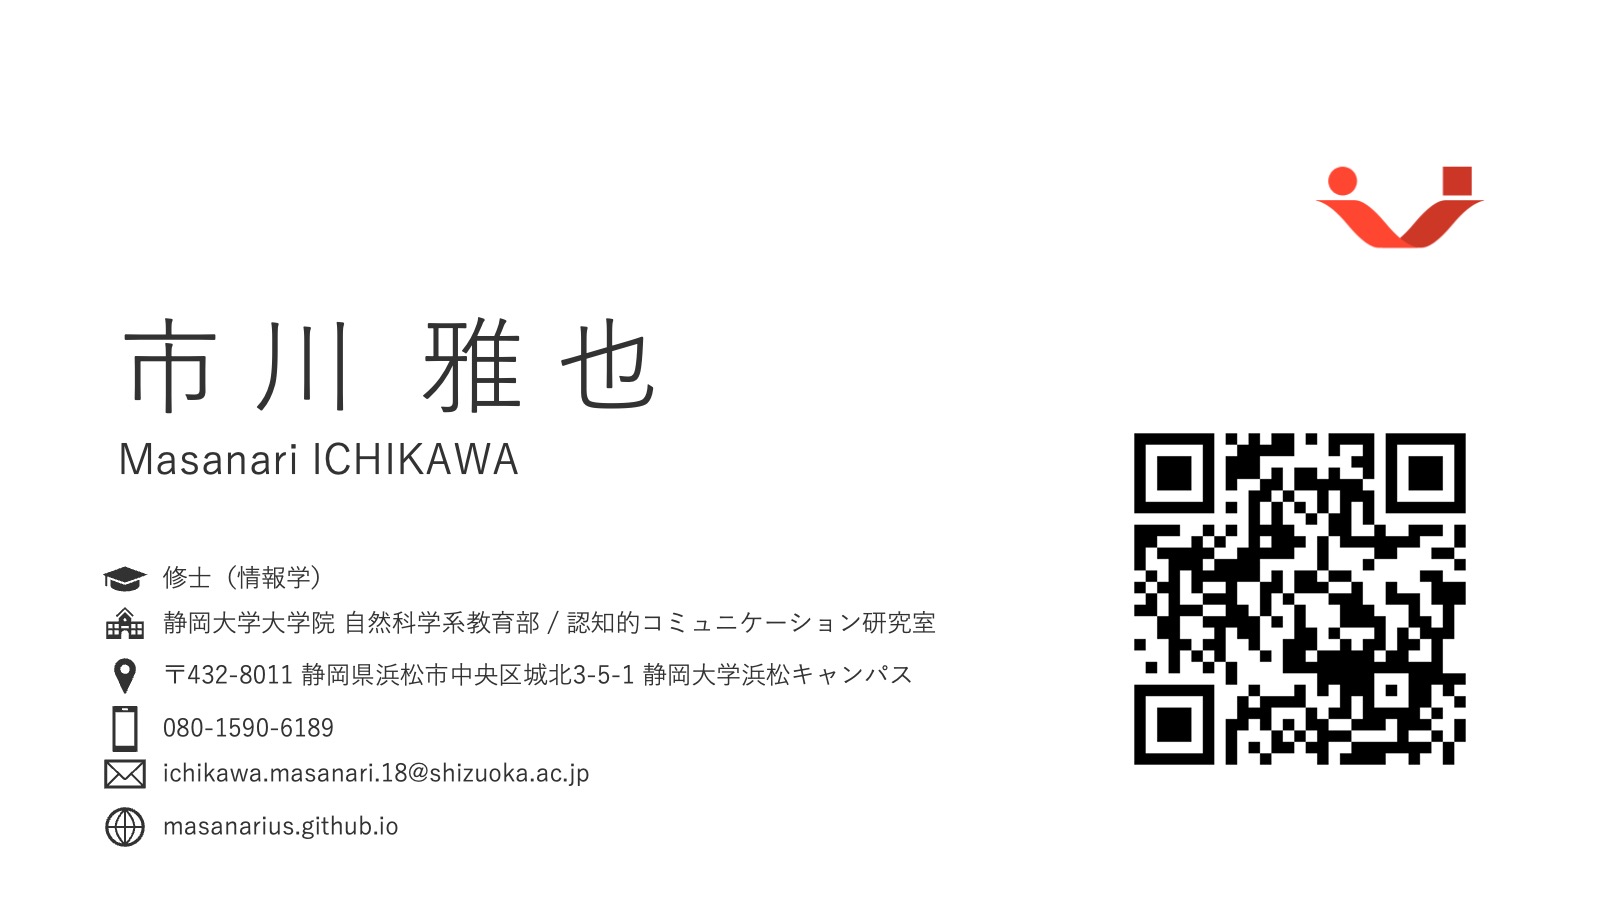 市川 雅也
Masanari ICHIKAWA
修士（情報学）
静岡大学大学院 自然科学系教育部 / 認知的コミュニケーション研究室
〒432-8011 静岡県浜松市中央区城北3-5-1 静岡大学浜松キャンパス
080-1590-6189
ichikawa.masanari.18@shizuoka.ac.jp
masanarius.github.io